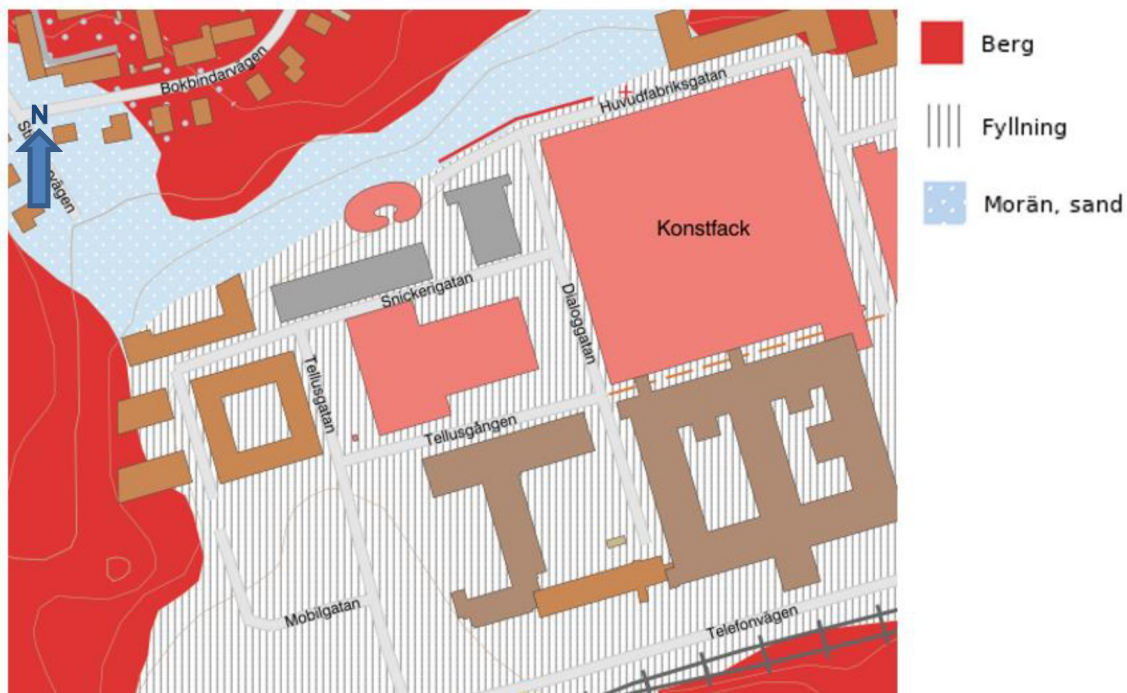 Bokbindarvägen
N
Huvudfabriksgatan
Konstfack
Snickerigatan
Dialoggatan
Tellusgatan
Tellusgången
Mobilgatan
Telefonvägen
Berg
Fyllning
Morän, sand